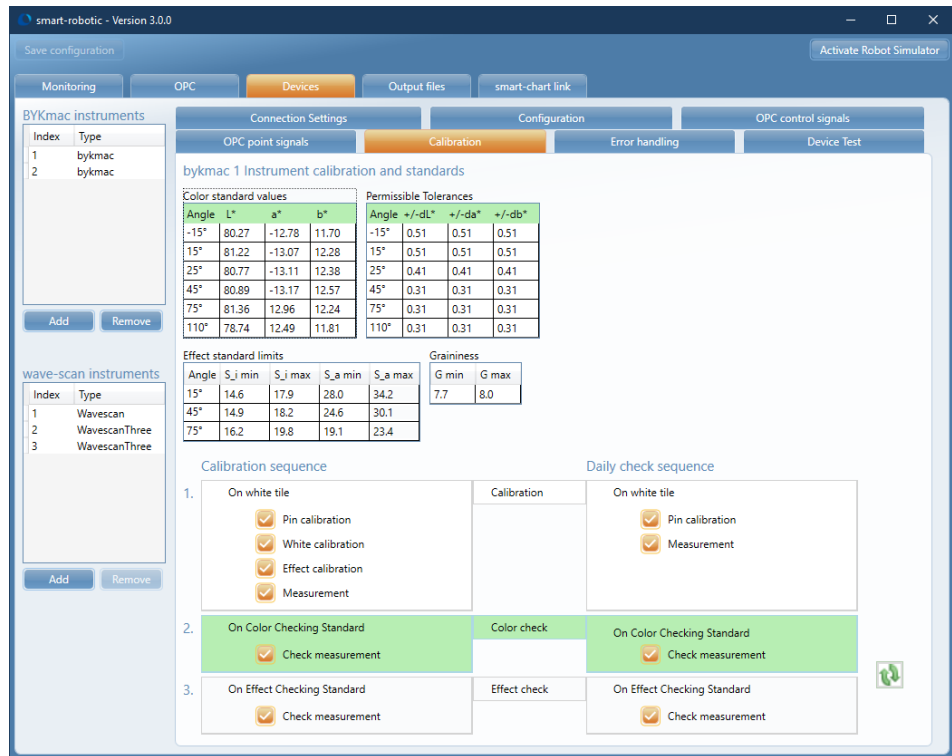 smart-robotic - Version 3.0.0
Save configuration
Activate Robot Simulator
Monitoring
OPC
Devices
Output files
smart-chart link
BYKmac instruments
Index Type
1 bykmac
2 bykmac
Add Remove
wave-scan instruments
Index Type
1 Wavescan
2 WavescanThree
3 WavescanThree
Add Remove
Connection Settings
Configuration
OPC control signals
OPC point signals
Calibration
Error handling
Device Test
bykmac 1 Instrument calibration and standards
Color standard values
Angle L* a* b*
-15° 80.27 -12.78 11.70
15° 81.22 -13.07 12.28
25° 80.77 -13.11 12.38
45° 80.89 -13.17 12.57
75° 81.36 12.96 12.24
110° 78.74 12.49 11.81
Permissible Tolerances
Angle +/-dL* +/-da* +/-db*
-15° 0.51 0.51 0.51
15° 0.51 0.51 0.51
25° 0.41 0.41 0.41
45° 0.31 0.31 0.31
75° 0.31 0.31 0.31
110° 0.31 0.31 0.31
Effect standard limits
Angle S_i min S_i max S_a min S_a max
15° 14.6 17.9 28.0 34.2
45° 14.9 18.2 24.6 30.1
75° 16.2 19.8 19.1 23.4
Graininess
G min G max
7.7 8.0
Calibration sequence
Daily check sequence
1.
On white tile
Pin calibration
White calibration
Effect calibration
Measurement
Calibration
On white tile
Pin calibration
Measurement
2.
On Color Checking Standard
Check measurement
Color check
On Color Checking Standard
Check measurement
3.
On Effect Checking Standard
Check measurement
Effect check
On Effect Checking Standard
Check measurement